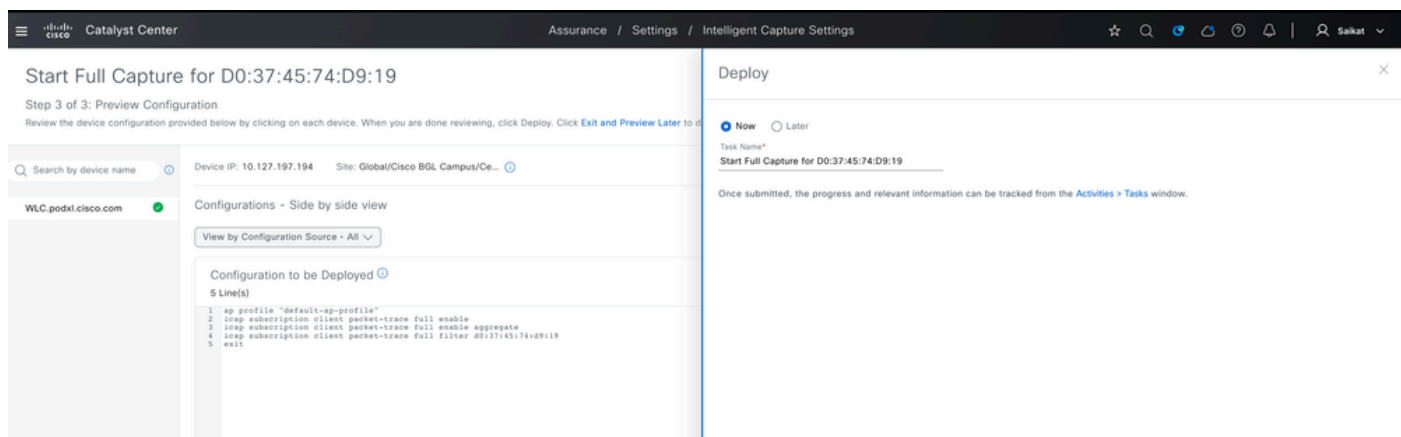 cisco Catalyst Center
Assurance / Settings / Intelligent Capture Settings
Saikat
Start Full Capture for D0:37:45:74:D9:19
Step 3 of 3: Preview Configuration
Review the device configuration provided below by clicking on each device. When you are done reviewing, click Deploy. Click Exit and Preview Later to d
Search by device name
WLC.podxl.cisco.com
Device IP: 10.127.197.194 Site: Global/Cisco BGL Campus/Ce...
Configurations - Side by side view
View by Configuration Source - All
Configuration to be Deployed
5 Line(s)
1 ap profile "default-ap-profile"
2 icap subscription client packet-trace full enable
3 icap subscription client packet-trace full enable aggregate
4 icap subscription client packet-trace full filter d0:37:45:74:d9:19
5 exit
Deploy
Now Later
Task Name*
Start Full Capture for D0:37:45:74:D9:19
Once submitted, the progress and relevant information can be tracked from the Activities > Tasks window.